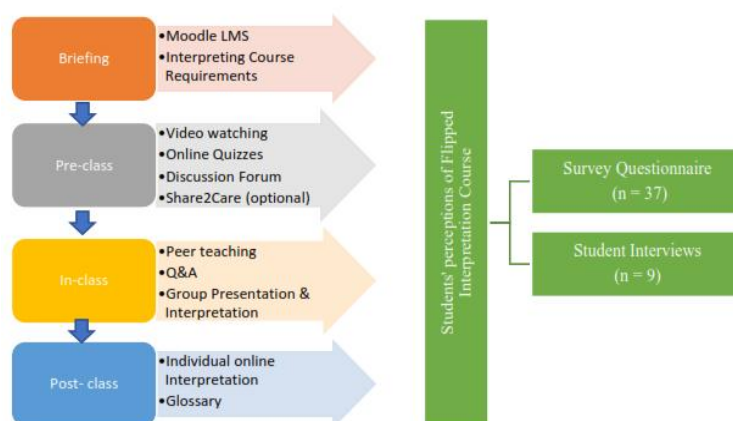 Briefing
•Moodle LMS
•Interpreting Course
Requirements
Pre-class
•Video watching
•Online Quizzes
•Discussion Forum
•Share2Care (optional)
In-class
•Peer teaching
•Q&A
•Group Presentation &
Interpretation
Post- class
•Individual online
Interpretation
•Glossary
Students' perceptions of Flipped
Interpretation Course
Survey Questionnaire
(n = 37)
Student Interviews
(n = 9)